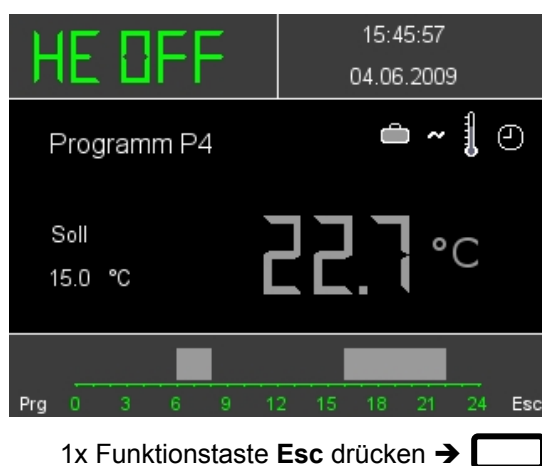 HE OFF
15:45:57
04.06.2009
Programm P4
~
Soll
15.0 °C
22.7 °C
Prg 0 3 6 9 12 15 18 21 24 Esc
1x Funktionstaste Esc drücken ➔